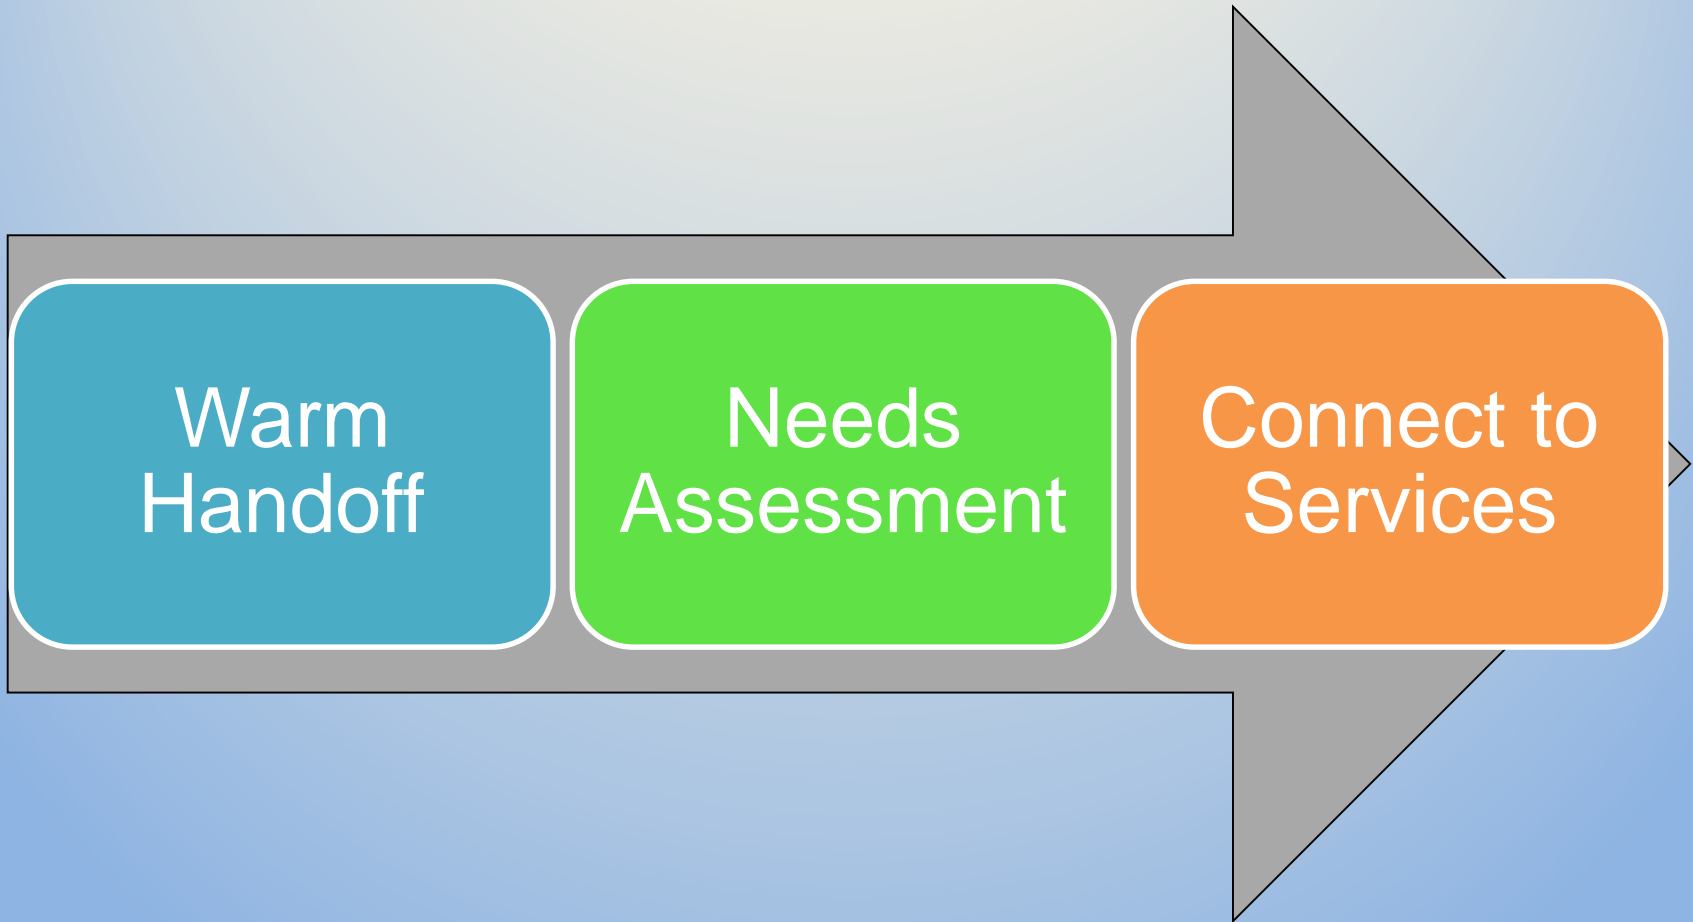 Warm
Handoff
Needs
Assessment
Connect to
Services